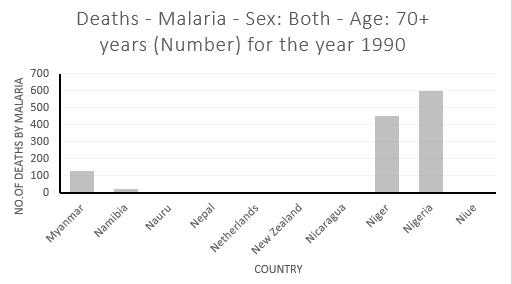 Deaths - Malaria - Sex: Both - Age: 70+
years (Number) for the year 1990
NO.OF DEATHS BY MALARIA
700
600
500
400
300
200
100
0
Myanmar
Namibia
Nauru
Nepal
Netherlands
New Zealand
Nicaragua
Niger
Nigeria
Niue
COUNTRY